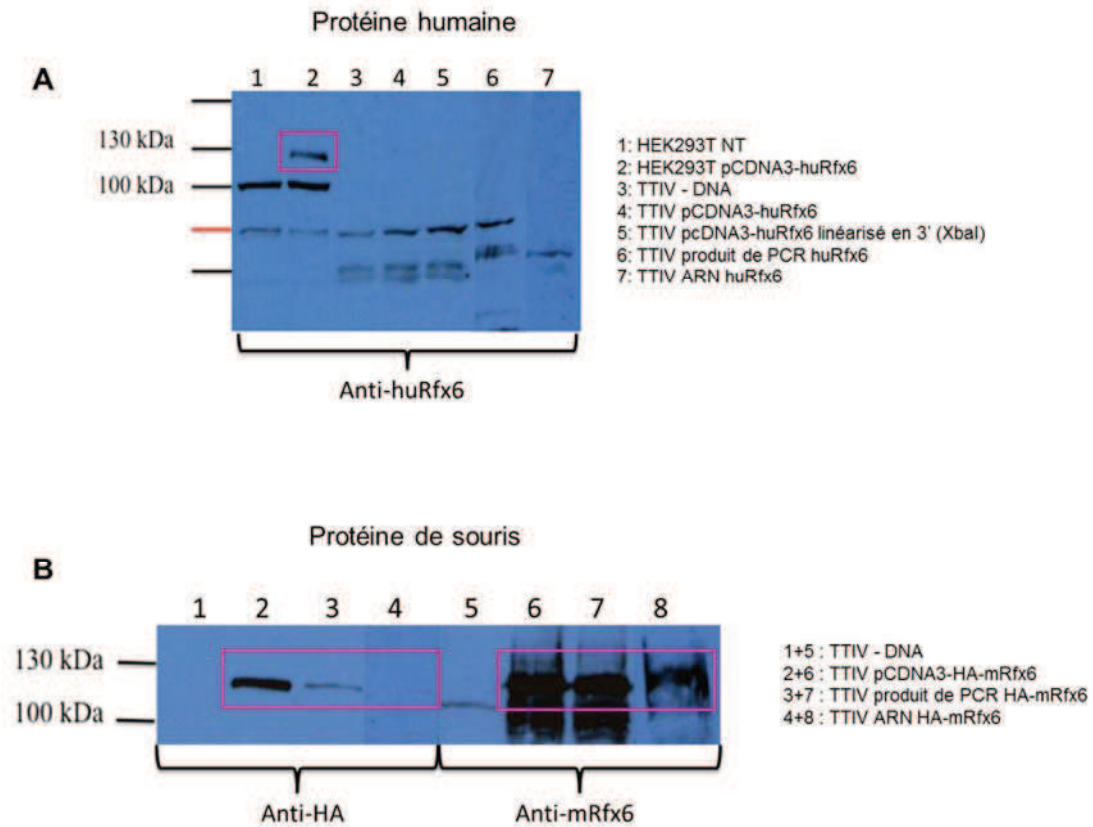 Protéine humaine
A
1 2 3 4 5 6 7
130 kDa
100 kDa
1: HEK293T NT
2: HEK293T pCDNA3-huRfx6
3: TTIV - DNA
4: TTIV pCDNA3-huRfx6
5: TTIV pcDNA3-huRfx6 linéarisé en 3' (XbaI)
6: TTIV produit de PCR huRfx6
7: TTIV ARN huRfx6
Anti-huRfx6
Protéine de souris
B
1 2 3 4 5 6 7 8
130 kDa
100 kDa
1+5 : TTIV - DNA
2+6 : TTIV pCDNA3-HA-mRfx6
3+7 : TTIV produit de PCR HA-mRfx6
4+8 : TTIV ARN HA-mRfx6
Anti-HA Anti-mRfx6